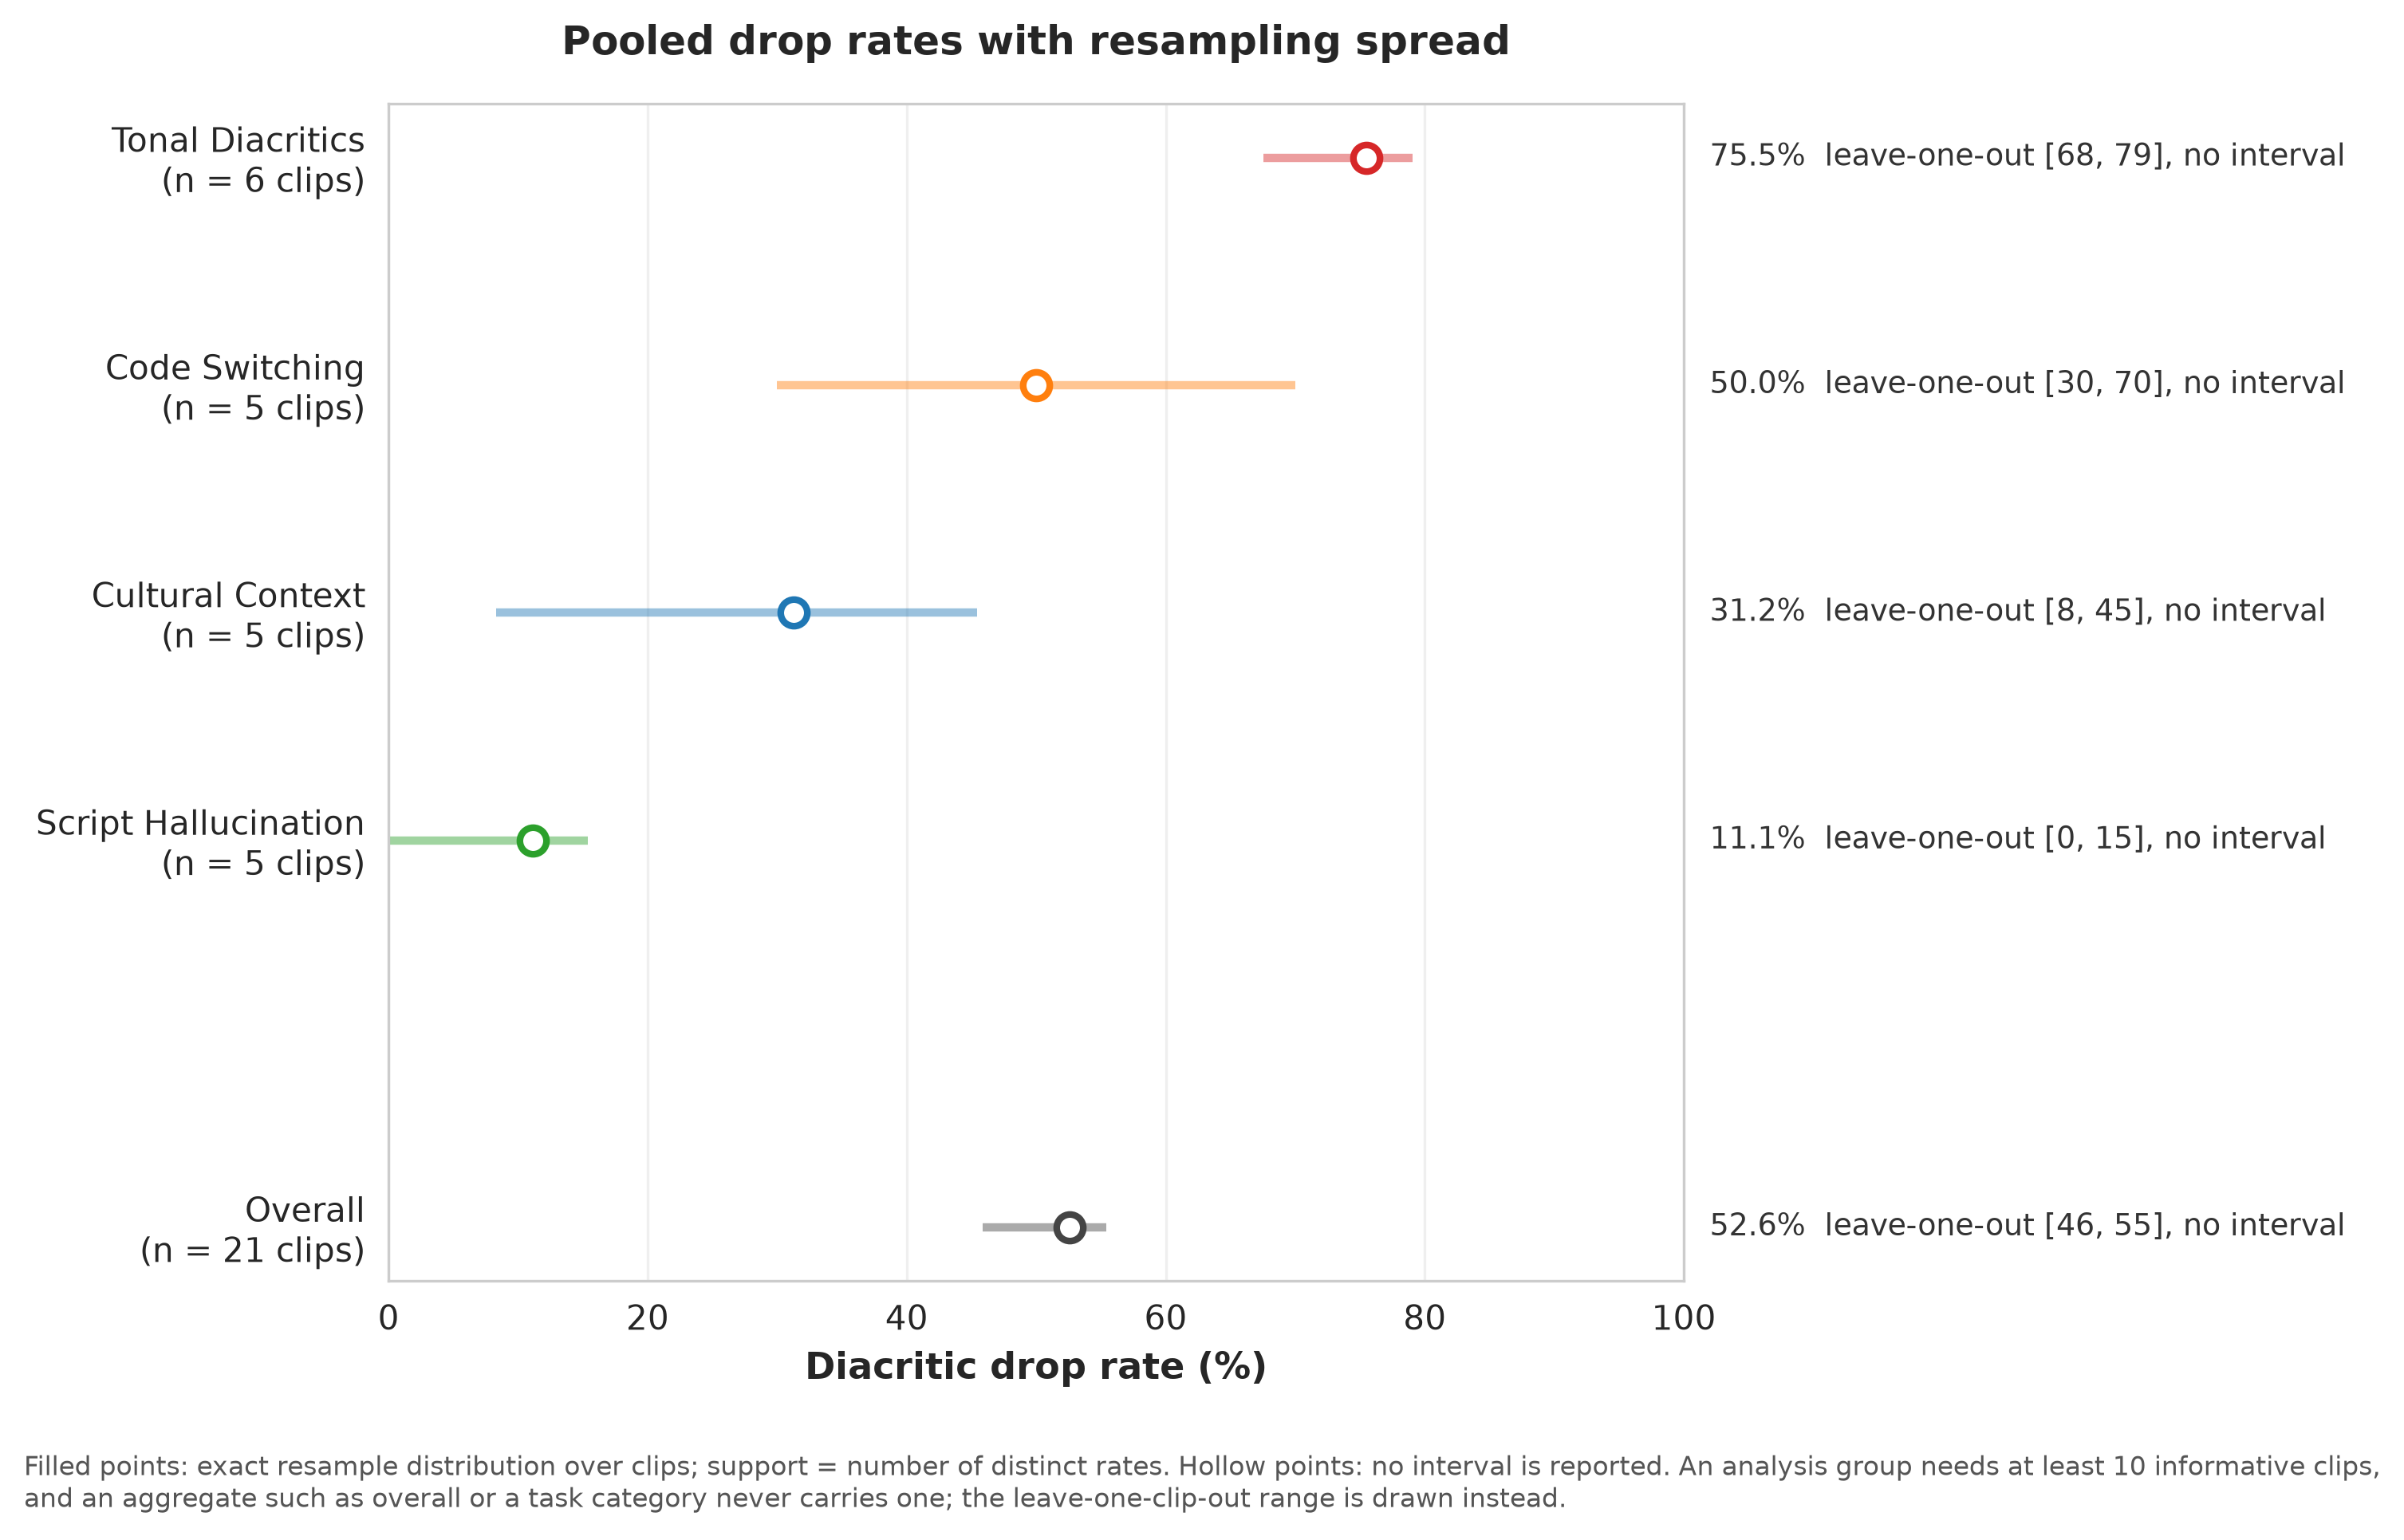 Pooled drop rates with resampling spread
Tonal Diacritics
(n = 6 clips)
75.5%  leave-one-out [68, 79], no interval
Code Switching
(n = 5 clips)
50.0%  leave-one-out [30, 70], no interval
Cultural Context
(n = 5 clips)
31.2%  leave-one-out [8, 45], no interval
Script Hallucination
(n = 5 clips)
11.1%  leave-one-out [0, 15], no interval
Overall
(n = 21 clips)
52.6%  leave-one-out [46, 55], no interval
0 20 40 60 80 100
Diacritic drop rate (%)
Filled points: exact resample distribution over clips; support = number of distinct rates. Hollow points: no interval is reported. An analysis group needs at least 10 informative clips,
and an aggregate such as overall or a task category never carries one; the leave-one-clip-out range is drawn instead.